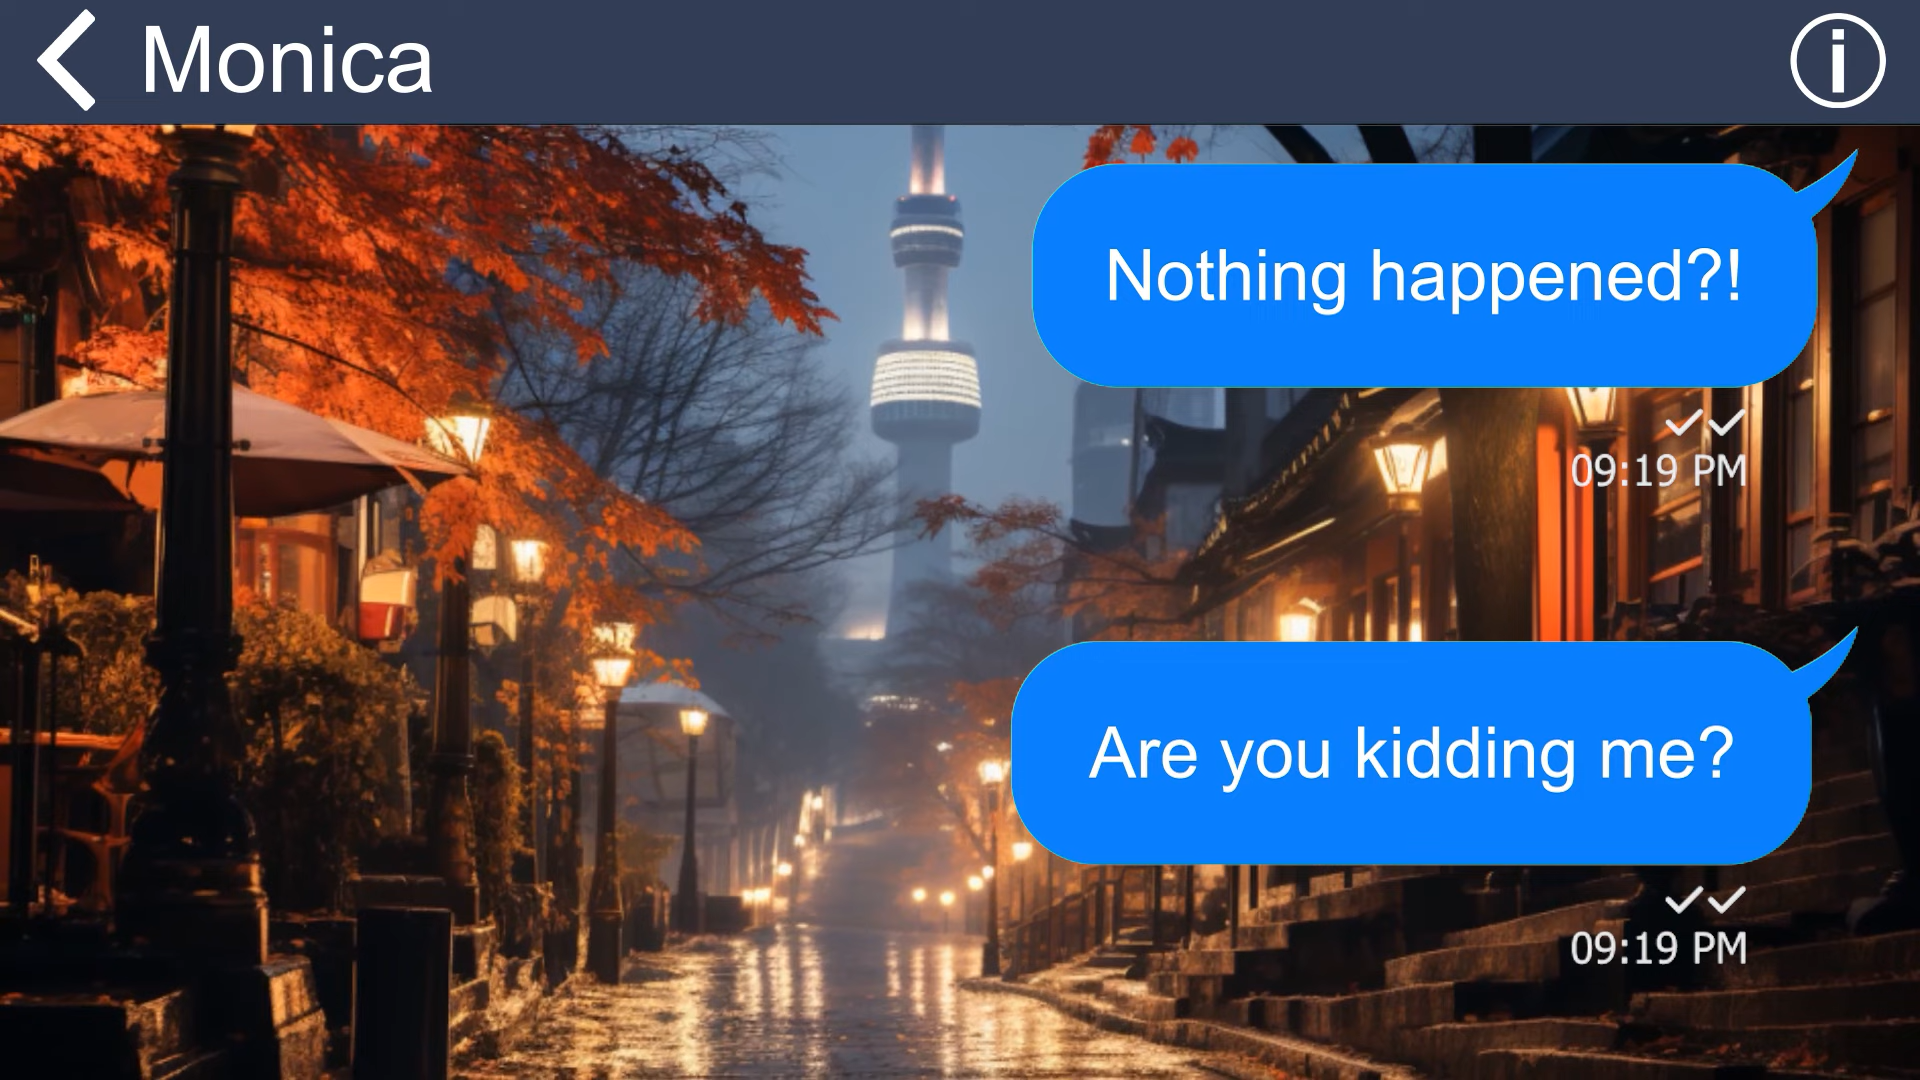 Monica
Nothing happened?!
09:19 PM
Are you kidding me?
09:19 PM